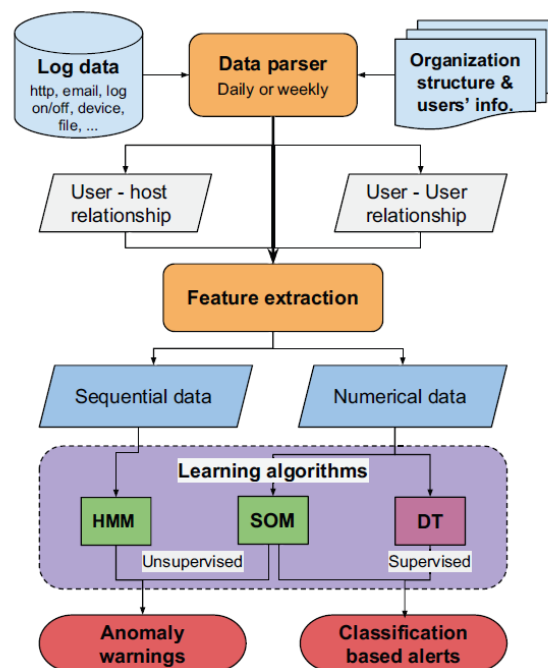 Log data
http, email, log
on/off, device,
file, ...
Data parser
Daily or weekly
Organization
structure &
users' info.
User - host
relationship
User - User
relationship
Feature extraction
Sequential data
Numerical data
Learning algorithms
HMM
SOM
DT
Unsupervised
Supervised
Anomaly
warnings
Classification
based alerts